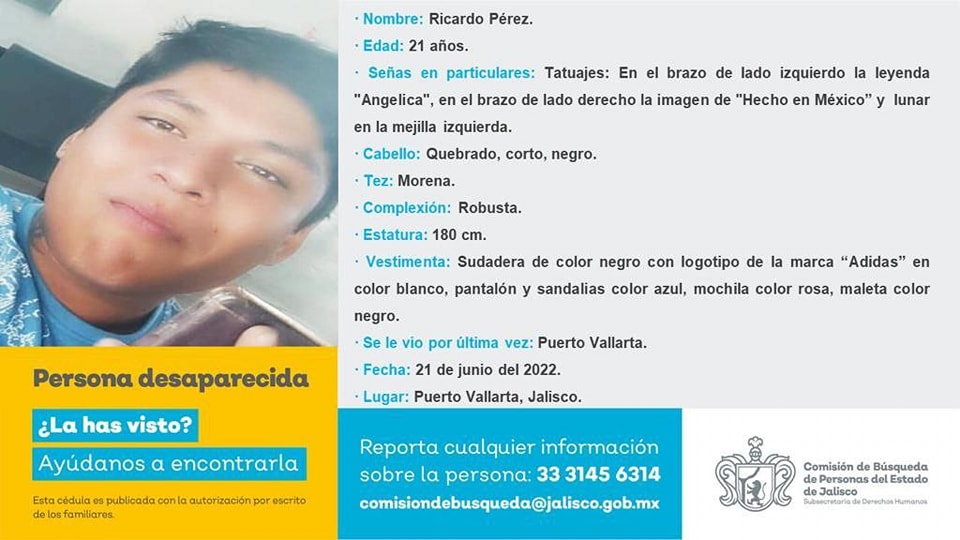 · Nombre: Ricardo Pérez.
· Edad: 21 años.
· Señas en particulares: Tatuajes: En el brazo de lado izquierdo la leyenda
"Angelica", en el brazo de lado derecho la imagen de "Hecho en México” y lunar
en la mejilla izquierda.
· Cabello: Quebrado, corto, negro.
· Tez: Morena.
· Complexión: Robusta.
· Estatura: 180 cm.
· Vestimenta: Sudadera de color negro con logotipo de la marca “Adidas” en
color blanco, pantalón y sandalias color azul, mochila color rosa, maleta color
negro.
· Se le vio por última vez: Puerto Vallarta.
· Fecha: 21 de junio del 2022.
· Lugar: Puerto Vallarta, Jalisco.
Persona desaparecida
¿La has visto?
Ayúdanos a encontrarla
Esta cédula es publicada con la autorización por escrito
de los familiares.
Reporta cualquier información
sobre la persona: 33 3145 6314
comisiondebusqueda@jalisco.gob.mx
Comisión de Búsqueda
de Personas del Estado
de Jalisco
Subsecretaría de Derechos Humanos